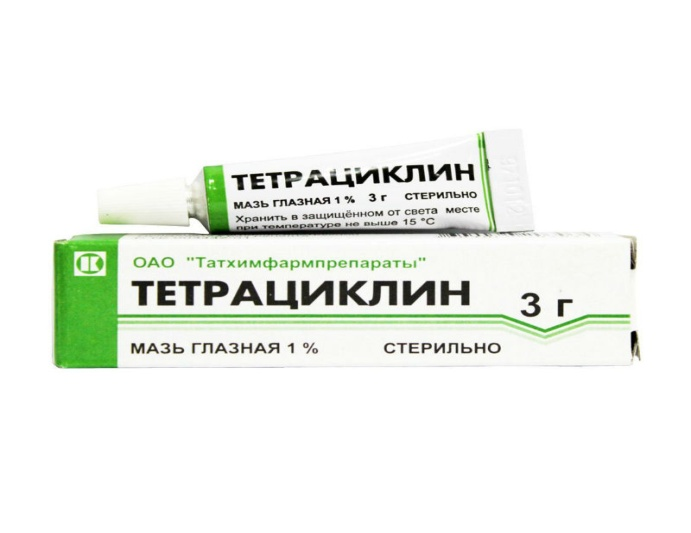 ТЕТРАЦИКЛИН
МАЗЬ ГЛАЗНАЯ 1 % 3 г СТЕРИЛЬНО
Хранить в защищённом от света месте
при температуре не выше 15 °С
ОАО "Татхимфармпрепараты"
ТЕТРАЦИКЛИН 3 г
МАЗЬ ГЛАЗНАЯ 1 % СТЕРИЛЬНО